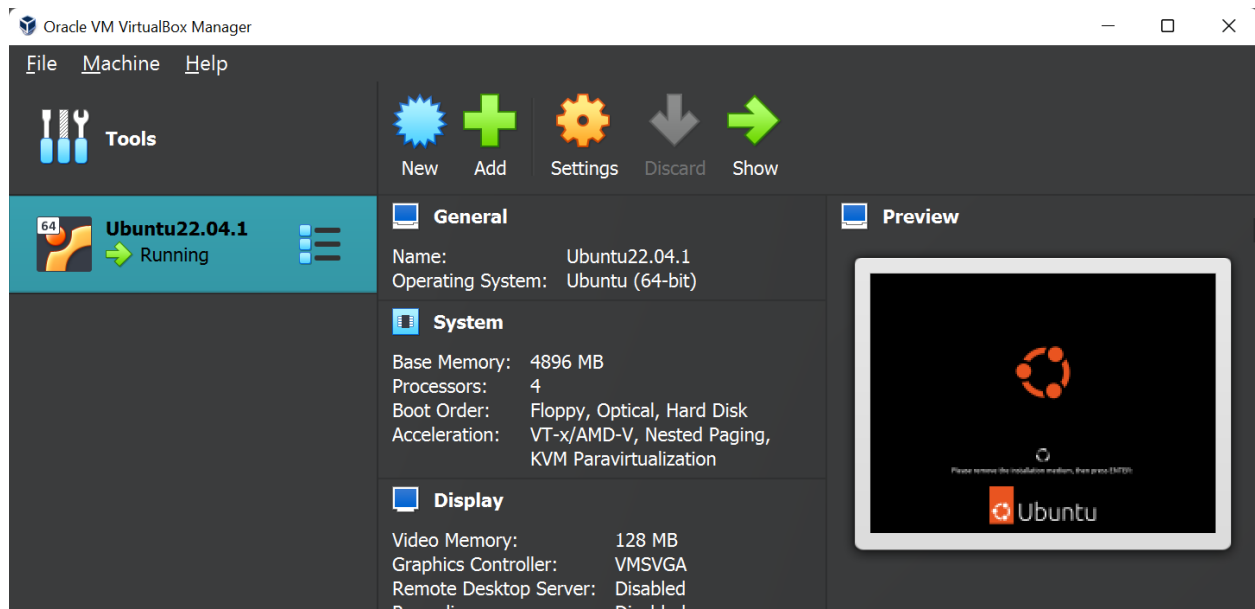 Oracle VM VirtualBox Manager
File Machine Help
Tools
New Add Settings Discard Show
64
Ubuntu22.04.1
Running
General
Name: Ubuntu22.04.1
Operating System: Ubuntu (64-bit)
System
Base Memory: 4896 MB
Processors: 4
Boot Order: Floppy, Optical, Hard Disk
Acceleration: VT-x/AMD-V, Nested Paging,
KVM Paravirtualization
Display
Video Memory: 128 MB
Graphics Controller: VMSVGA
Remote Desktop Server: Disabled
Preview
Please remove the installation medium, then press ENTER:
Ubuntu